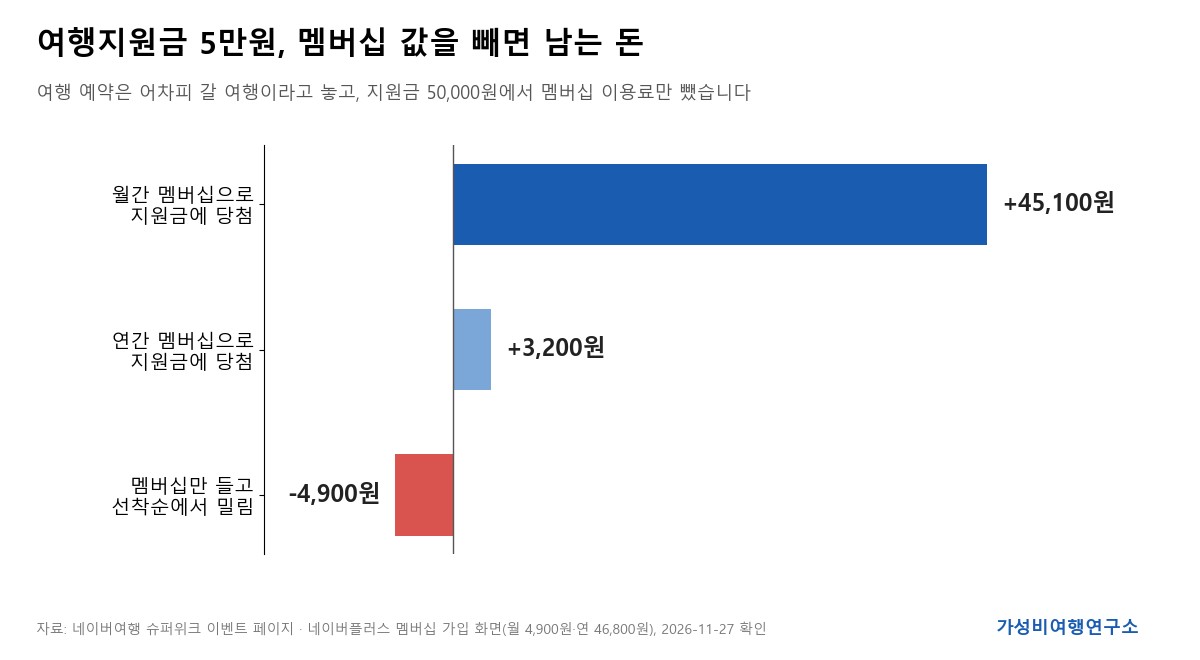 여행지원금 5만원, 멤버십 값을 빼면 남는 돈
여행 예약은 어차피 갈 여행이라고 놓고, 지원금 50,000원에서 멤버십 이용료만 뺐습니다
월간 멤버십으로
지원금에 당첨
+45,100원
연간 멤버십으로
지원금에 당첨
+3,200원
멤버십만 들고
선착순에서 밀림
-4,900원
자료: 네이버여행 슈퍼위크 이벤트 페이지 · 네이버플러스 멤버십 가입 화면(월 4,900원·연 46,800원), 2026-11-27 확인
가성비여행연구소